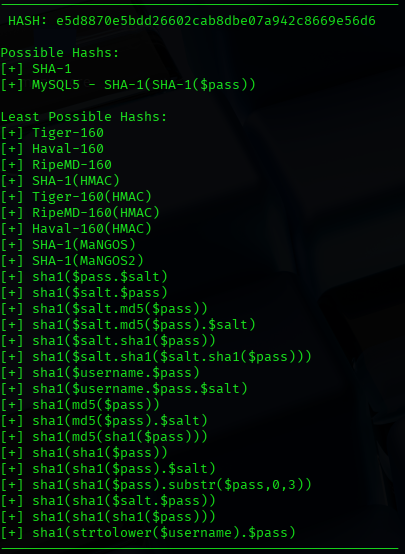 HASH: e5d8870e5bdd26602cab8dbe07a942c8669e56d6
Possible Hashs:
[+] SHA-1
[+] MySQL5 - SHA-1(SHA-1($pass))
Least Possible Hashs:
[+] Tiger-160
[+] Haval-160
[+] RipeMD-160
[+] SHA-1(HMAC)
[+] Tiger-160(HMAC)
[+] RipeMD-160(HMAC)
[+] Haval-160(HMAC)
[+] SHA-1(MaNGOS)
[+] SHA-1(MaNGOS2)
[+] sha1($pass.$salt)
[+] sha1($salt.$pass)
[+] sha1($salt.md5($pass))
[+] sha1($salt.md5($pass).$salt)
[+] sha1($salt.sha1($pass))
[+] sha1($salt.sha1($salt.sha1($pass)))
[+] sha1($username.$pass)
[+] sha1($username.$pass.$salt)
[+] sha1(md5($pass))
[+] sha1(md5($pass).$salt)
[+] sha1(md5(sha1($pass)))
[+] sha1(sha1($pass))
[+] sha1(sha1($pass).$salt)
[+] sha1(sha1($pass).substr($pass,0,3))
[+] sha1(sha1($salt.$pass))
[+] sha1(sha1(sha1($pass)))
[+] sha1(strtolower($username).$pass)